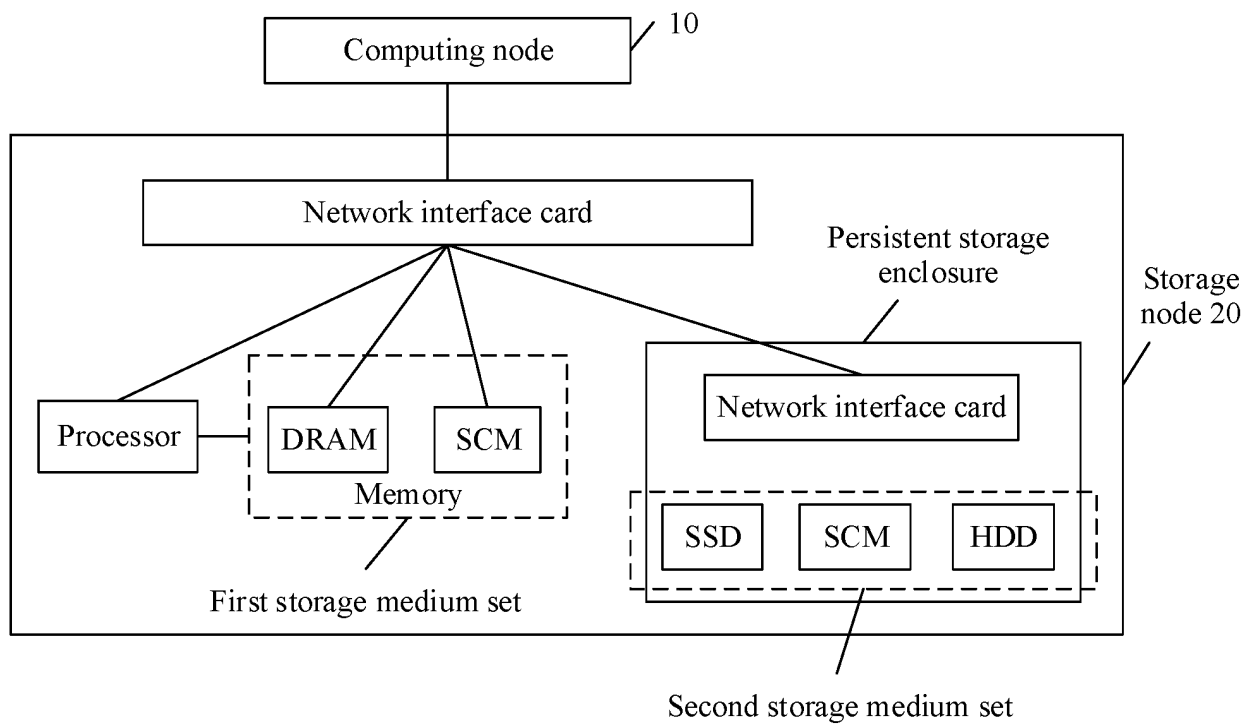 10
Computing node
Network interface card
Persistent storage
enclosure
Storage
node 20
Network interface card
Processor
DRAM
SCM
Memory
SSD
SCM
HDD
First storage medium set
Second storage medium set